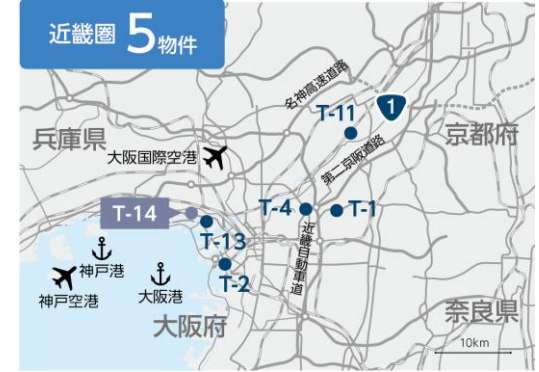 近畿圏 5物件
名神高速道路
1
T-11
兵庫県
京都府
大阪国際空港
第二京阪道路
T-14
T-4
T-1
T-13
近畿自動車道
神戸港
T-2
神戸空港
大阪港
奈良県
大阪府
10km